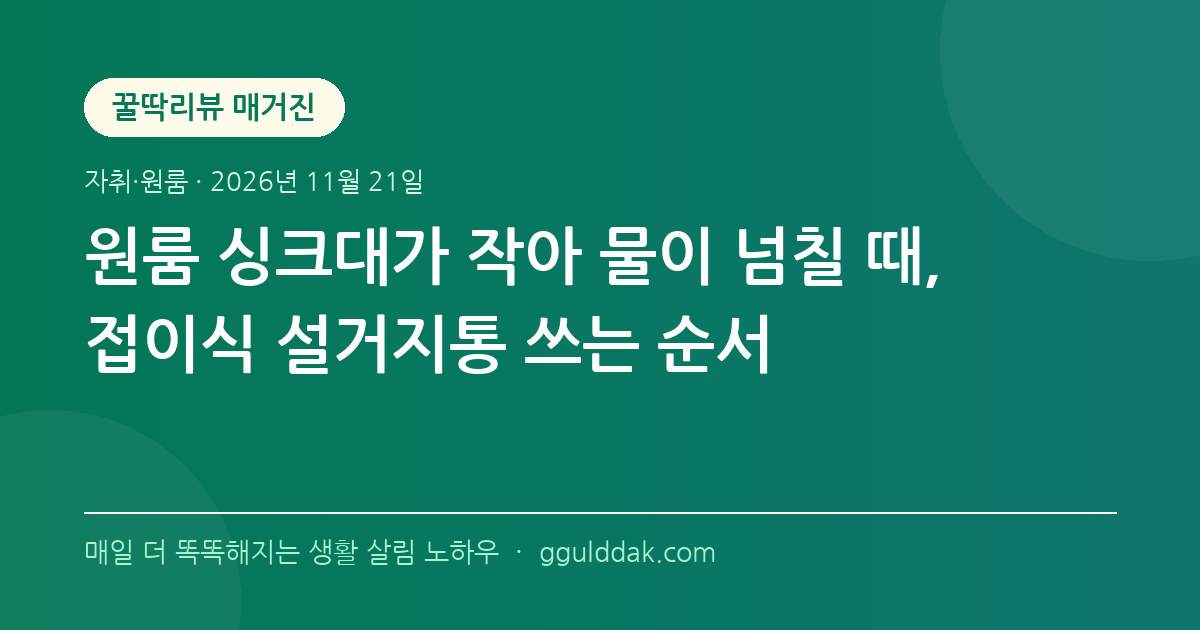 꿀딱리뷰 매거진
자취·원룸 · 2026년 11월 21일
원룸 싱크대가 작아 물이 넘칠 때,
접이식 설거지통 쓰는 순서
매일 더 똑똑해지는 생활 살림 노하우 · ggulddak.com